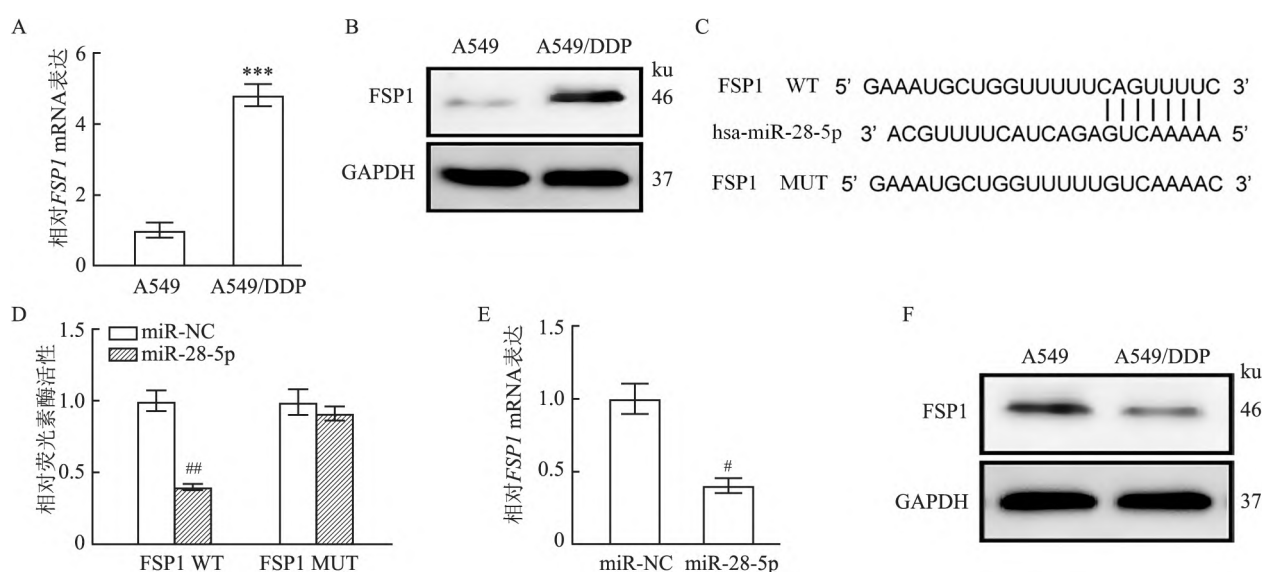 A
相对FSP1 mRNA表达
6
4
2
0
***
A549 A549/DDP
B
A549 A549/DDP
ku
FSP1 46
GAPDH 37
C
FSP1 WT 5’ GAAAUGCUGGUUUUUCAGUUUUC 3’
hsa-miR-28-5p 3’ ACGUUUUCAUCAGAGUCAAAAA 5’
FSP1 MUT 5’ GAAAUGCUGGUUUUUGUCAAAAC 3’
D
相对荧光素酶活性
1.5
1.0
0.5
0
miR-NC
miR-28-5p
##
FSP1 WT FSP1 MUT
E
相对FSP1 mRNA表达
1.5
1.0
0.5
0
#
miR-NC miR-28-5p
F
A549 A549/DDP
ku
FSP1 46
GAPDH 37